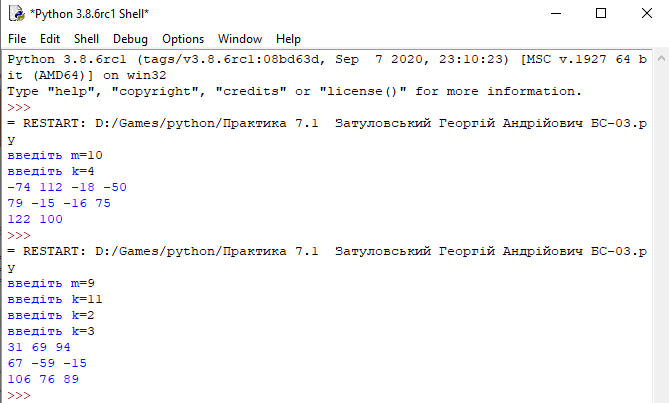 *Python 3.8.6rc1 Shell*
File Edit Shell Debug Options Window Help
Python 3.8.6rc1 (tags/v3.8.6rc1:08bd63d, Sep  7 2020, 23:10:23) [MSC v.1927 64 b
it (AMD64)] on win32
Type "help", "copyright", "credits" or "license()" for more information.
>>>
= RESTART: D:/Games/python/Практика 7.1  Затуловський Георгій Андрійович БС-03.p
y
введіть m=10
введіть k=4
-74 112 -18 -50
79 -15 -16 75
122 100
>>>
= RESTART: D:/Games/python/Практика 7.1  Затуловський Георгій Андрійович БС-03.p
y
введіть m=9
введіть k=11
введіть k=2
введіть k=3
31 69 94
67 -59 -15
106 76 89
>>>